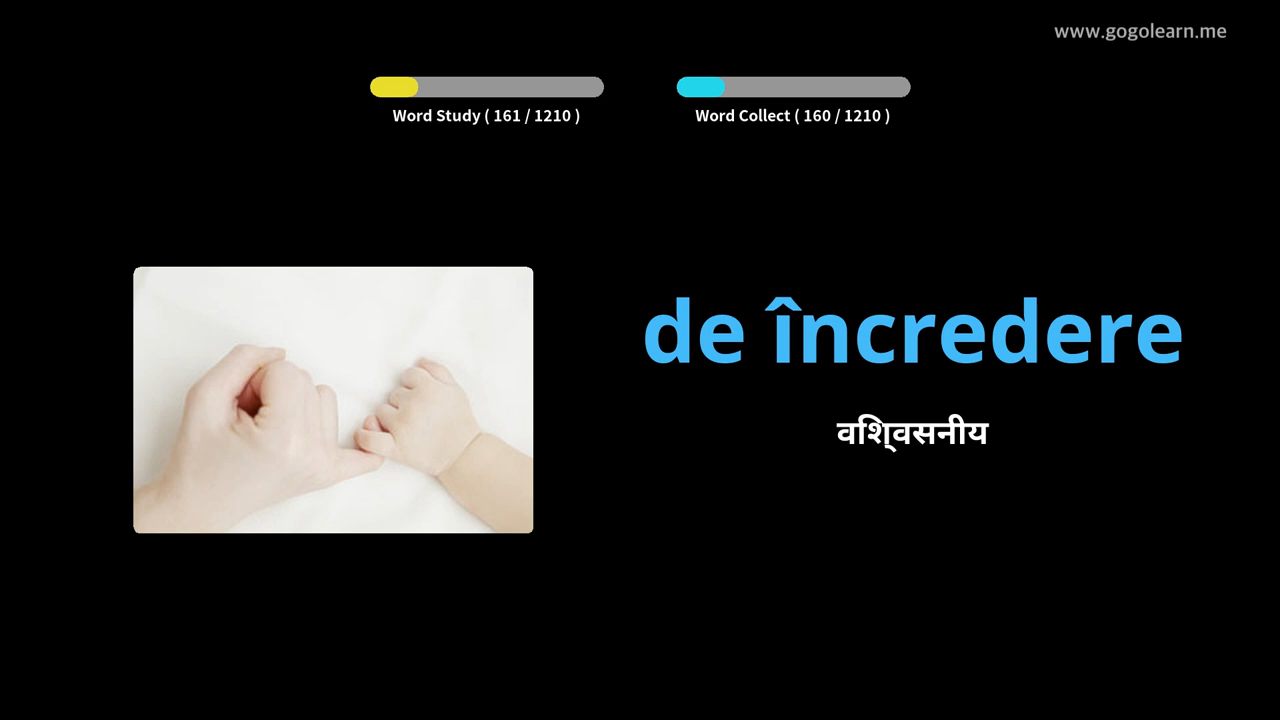 www.gogolearn.me
Word Study ( 161 / 1210 )
Word Collect ( 160 / 1210 )
de încredere
विश्वसनीय